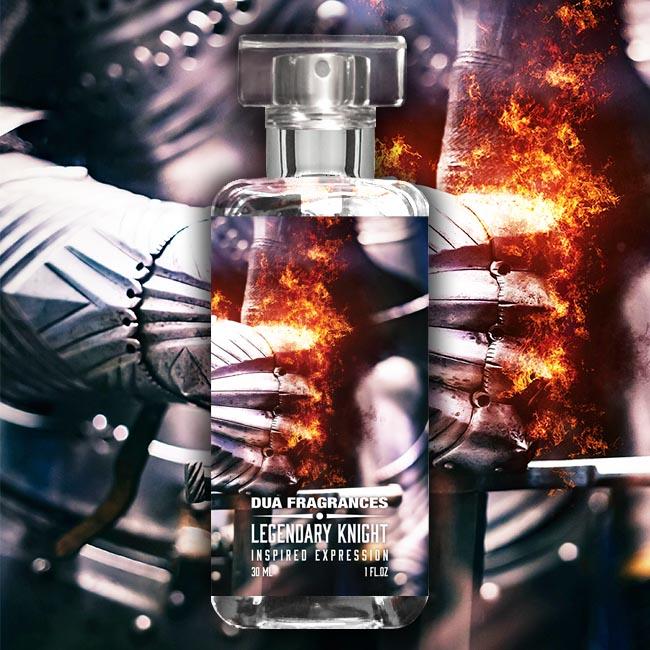 DUA FRAGRANCES
LEGENDARY KNIGHT
INSPIRED EXPRESSION
30 ML 1 FL.OZ